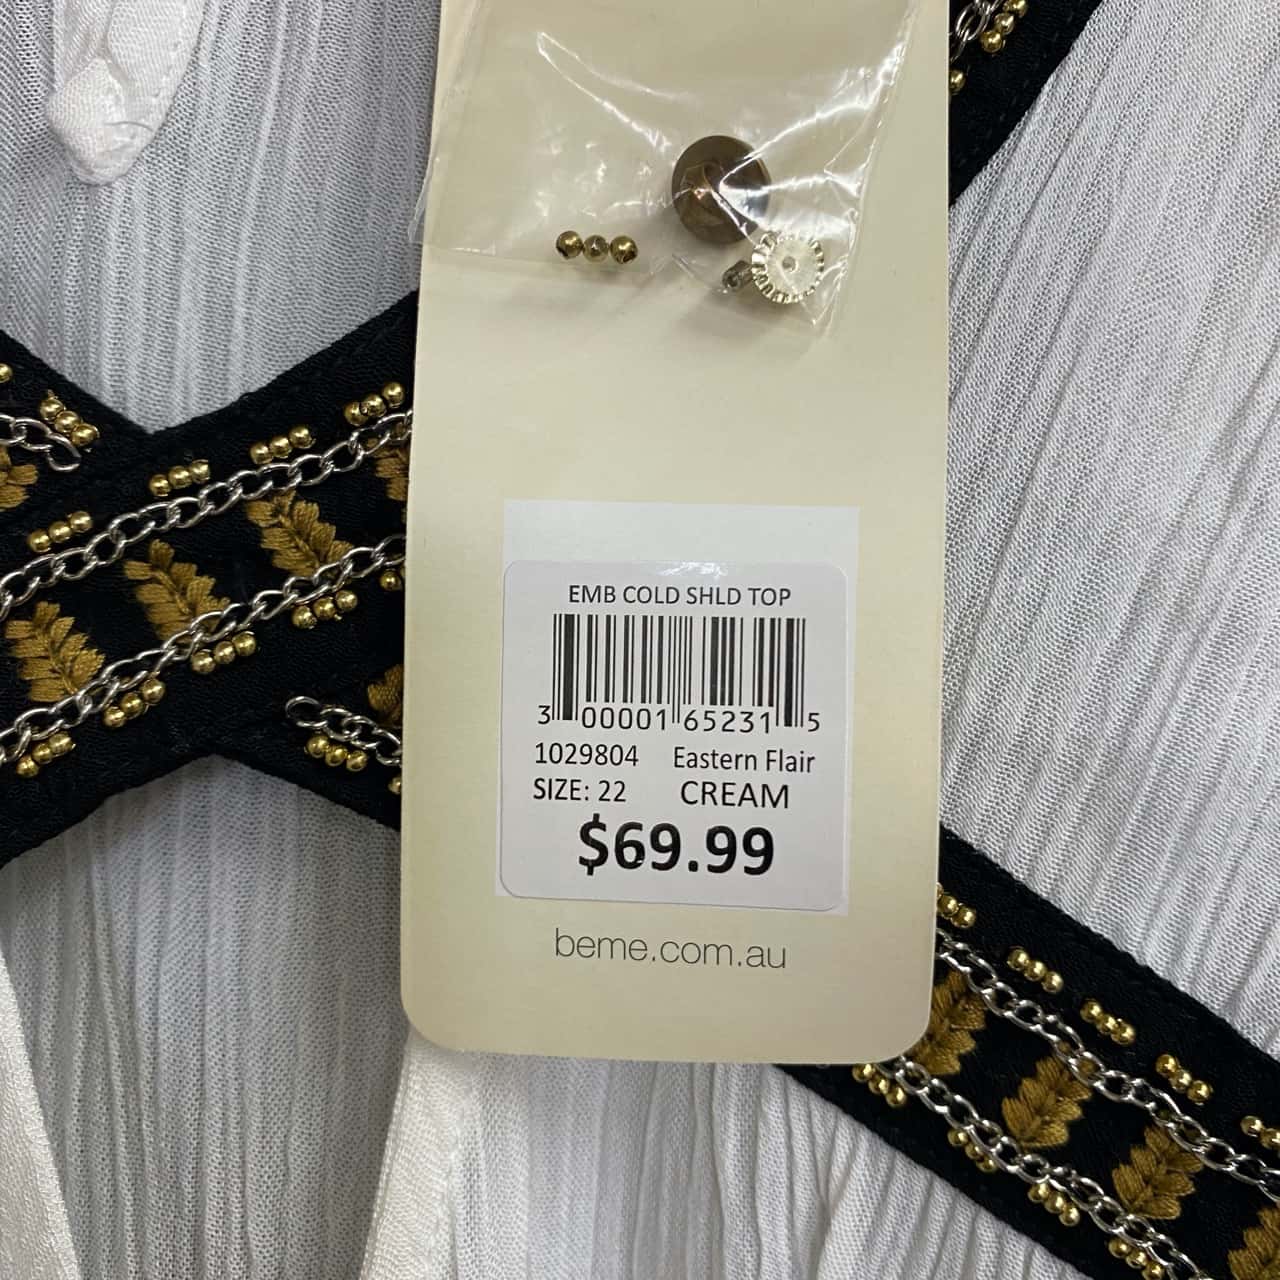 EMB COLD SHLD TOP
3 00001 65231 5
1029804 Eastern Flair
SIZE: 22 CREAM
$69.99
beme.com.au